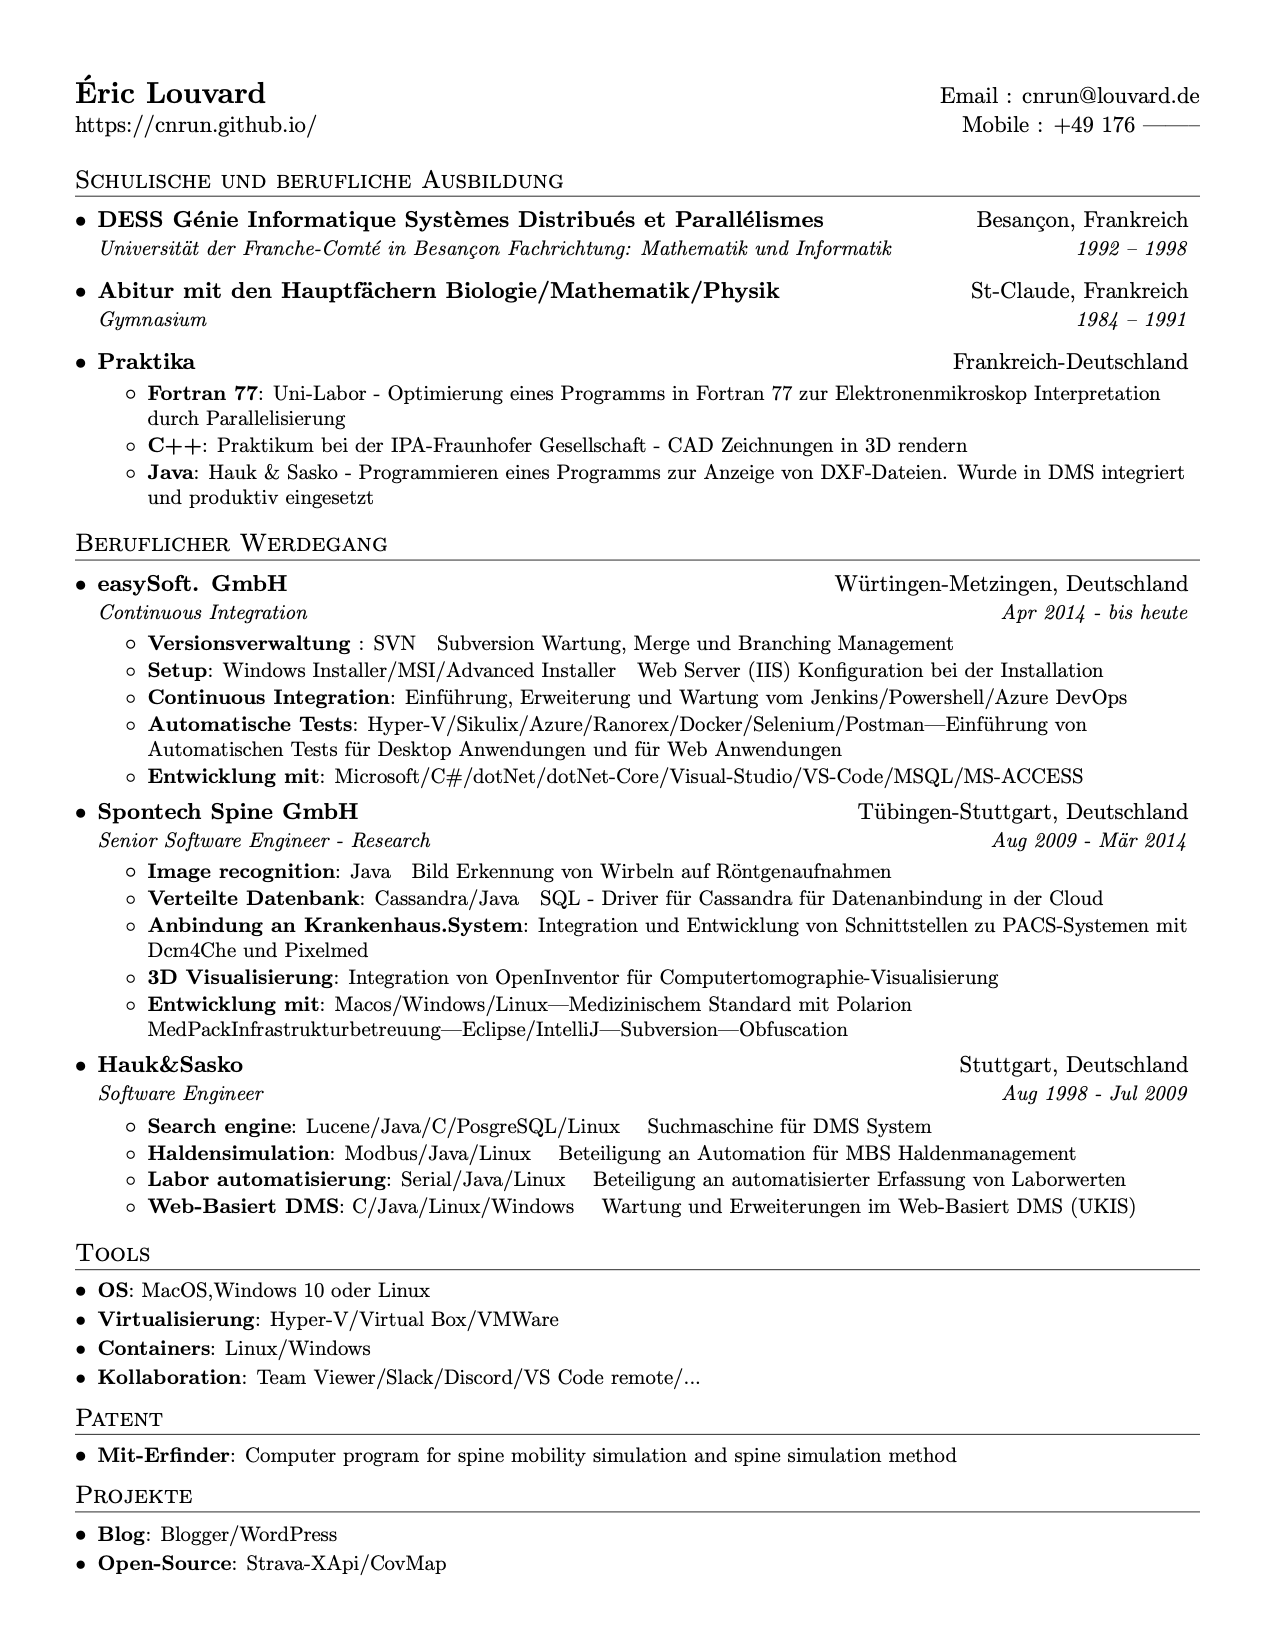 Éric Louvard
Email : cnrun@louvard.de
https://cnrun.github.io/
Mobile : +49 176 ———
Schulische und berufliche Ausbildung
• DESS Génie Informatique Systèmes Distribués et Parallélismes
Besançon, Frankreich
Universität der Franche-Comté in Besançon Fachrichtung: Mathematik und Informatik
1992 – 1998
• Abitur mit den Hauptfächern Biologie/Mathematik/Physik
St-Claude, Frankreich
Gymnasium
1984 – 1991
• Praktika
Frankreich-Deutschland
◦ Fortran 77: Uni-Labor - Optimierung eines Programms in Fortran 77 zur Elektronenmikroskop Interpretation
durch Parallelisierung
◦ C++: Praktikum bei der IPA-Fraunhofer Gesellschaft - CAD Zeichnungen in 3D rendern
◦ Java: Hauk & Sasko - Programmieren eines Programms zur Anzeige von DXF-Dateien. Wurde in DMS integriert
und produktiv eingesetzt
Beruflicher Werdegang
• easySoft. GmbH
Würtingen-Metzingen, Deutschland
Continuous Integration
Apr 2014 - bis heute
◦ Versionsverwaltung : SVN Subversion Wartung, Merge und Branching Management
◦ Setup: Windows Installer/MSI/Advanced Installer Web Server (IIS) Konfiguration bei der Installation
◦ Continuous Integration: Einführung, Erweiterung und Wartung vom Jenkins/Powershell/Azure DevOps
◦ Automatische Tests: Hyper-V/Sikulix/Azure/Ranorex/Docker/Selenium/Postman—Einführung von
Automatischen Tests für Desktop Anwendungen und für Web Anwendungen
◦ Entwicklung mit: Microsoft/C#/dotNet/dotNet-Core/Visual-Studio/VS-Code/MSQL/MS-ACCESS
• Spontech Spine GmbH
Tübingen-Stuttgart, Deutschland
Senior Software Engineer - Research
Aug 2009 - Mär 2014
◦ Image recognition: Java Bild Erkennung von Wirbeln auf Röntgenaufnahmen
◦ Verteilte Datenbank: Cassandra/Java SQL - Driver für Cassandra für Datenanbindung in der Cloud
◦ Anbindung an Krankenhaus.System: Integration und Entwicklung von Schnittstellen zu PACS-Systemen mit
Dcm4Che und Pixelmed
◦ 3D Visualisierung: Integration von OpenInventor für Computertomographie-Visualisierung
◦ Entwicklung mit: Macos/Windows/Linux—Medizinischem Standard mit Polarion
MedPackInfrastrukturbetreuung—Eclipse/IntelliJ—Subversion—Obfuscation
• Hauk&Sasko
Stuttgart, Deutschland
Software Engineer
Aug 1998 - Jul 2009
◦ Search engine: Lucene/Java/C/PosgreSQL/Linux Suchmaschine für DMS System
◦ Haldensimulation: Modbus/Java/Linux Beteiligung an Automation für MBS Haldenmanagement
◦ Labor automatisierung: Serial/Java/Linux Beteiligung an automatisierter Erfassung von Laborwerten
◦ Web-Basiert DMS: C/Java/Linux/Windows Wartung und Erweiterungen im Web-Basiert DMS (UKIS)
Tools
• OS: MacOS,Windows 10 oder Linux
• Virtualisierung: Hyper-V/Virtual Box/VMWare
• Containers: Linux/Windows
• Kollaboration: Team Viewer/Slack/Discord/VS Code remote/...
Patent
• Mit-Erfinder: Computer program for spine mobility simulation and spine simulation method
Projekte
• Blog: Blogger/WordPress
• Open-Source: Strava-XApi/CovMap